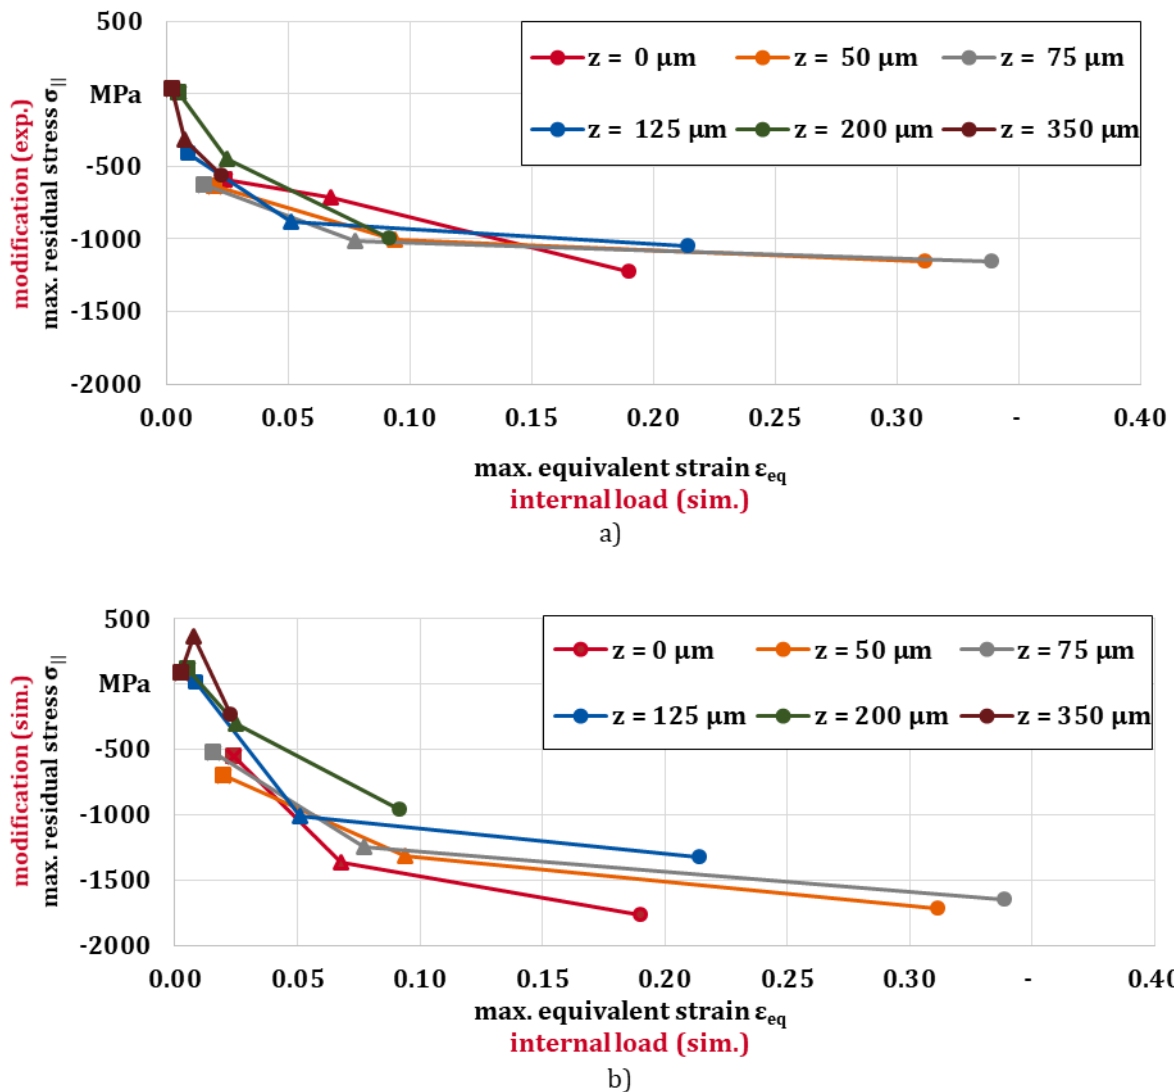 500
MPa
-500
-1000
-1500
-2000
modification (exp.)
max. residual stress σ||
z = 0 μm
z = 50 μm
z = 75 μm
z = 125 μm
z = 200 μm
z = 350 μm
0.00 0.05 0.10 0.15 0.20 0.25 0.30 - 0.40
max. equivalent strain εeq
internal load (sim.)
a)
500
MPa
-500
-1000
-1500
-2000
modification (sim.)
max. residual stress σ||
z = 0 μm
z = 50 μm
z = 75 μm
z = 125 μm
z = 200 μm
z = 350 μm
0.00 0.05 0.10 0.15 0.20 0.25 0.30 - 0.40
max. equivalent strain εeq
internal load (sim.)
b)